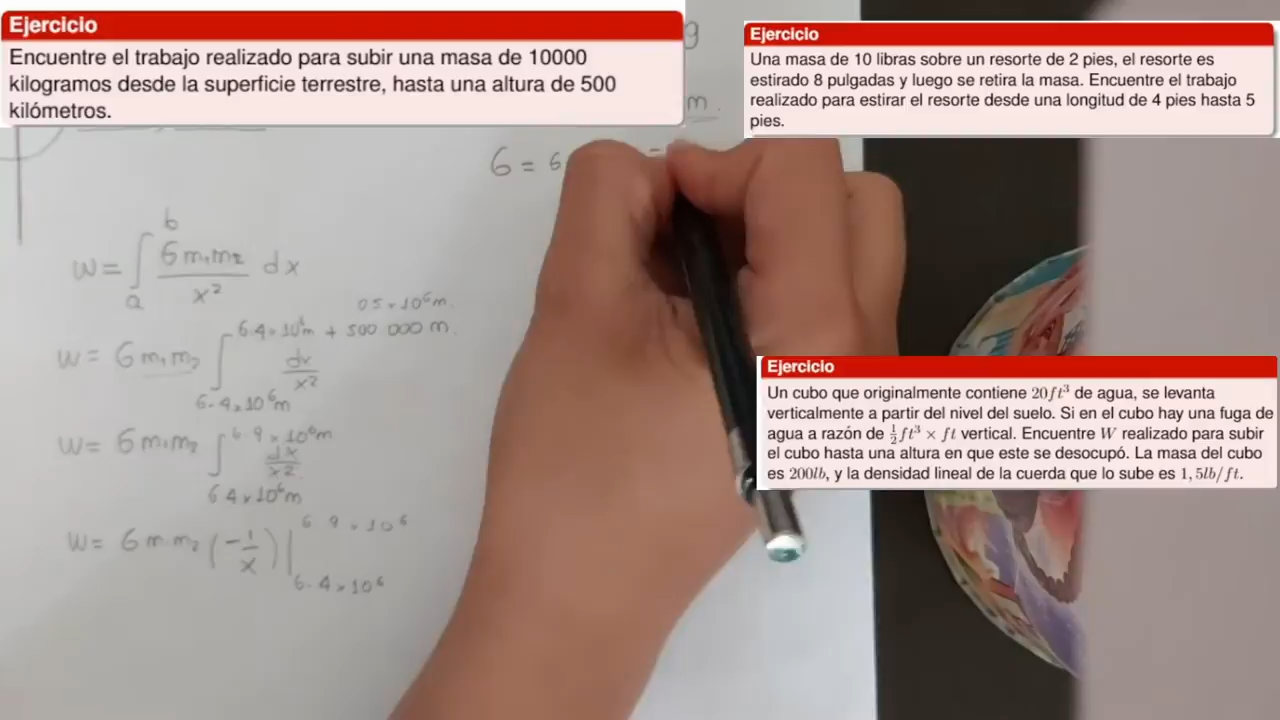 Ejercicio
Encuentre el trabajo realizado para subir una masa de 10000
kilogramos desde la superficie terrestre, hasta una altura de 500
kilómetros.
Ejercicio
Una masa de 10 libras sobre un resorte de 2 pies, el resorte es
estirado 8 pulgadas y luego se retira la masa. Encuentre el trabajo
realizado para estirar el resorte desde una longitud de 4 pies hasta 5
pies.
g
m.
G = 6
W = ∫ₐᵇ G m₁m₂ / x² dx
0.5 × 10⁶ m.
W = G m₁m₂ ∫ 6.4 × 10⁶ m + 500 000 m. dx / x²
6.4 × 10⁶ m
W = G m₁m₂ ∫ 6.9 × 10⁶ m dx / x²
6.4 × 10⁶ m
W = G m₁m₂ (-1/x) | 6.9 × 10⁶
6.4 × 10⁶
Ejercicio
Un cubo que originalmente contiene 20ft³ de agua, se levanta
verticalmente a partir del nivel del suelo. Si en el cubo hay una fuga de
agua a razón de ½ft³ × ft vertical. Encuentre W realizado para subir
el cubo hasta una altura en que este se desocupó. La masa del cubo
es 200lb, y la densidad lineal de la cuerda que lo sube es 1,5lb/ft.